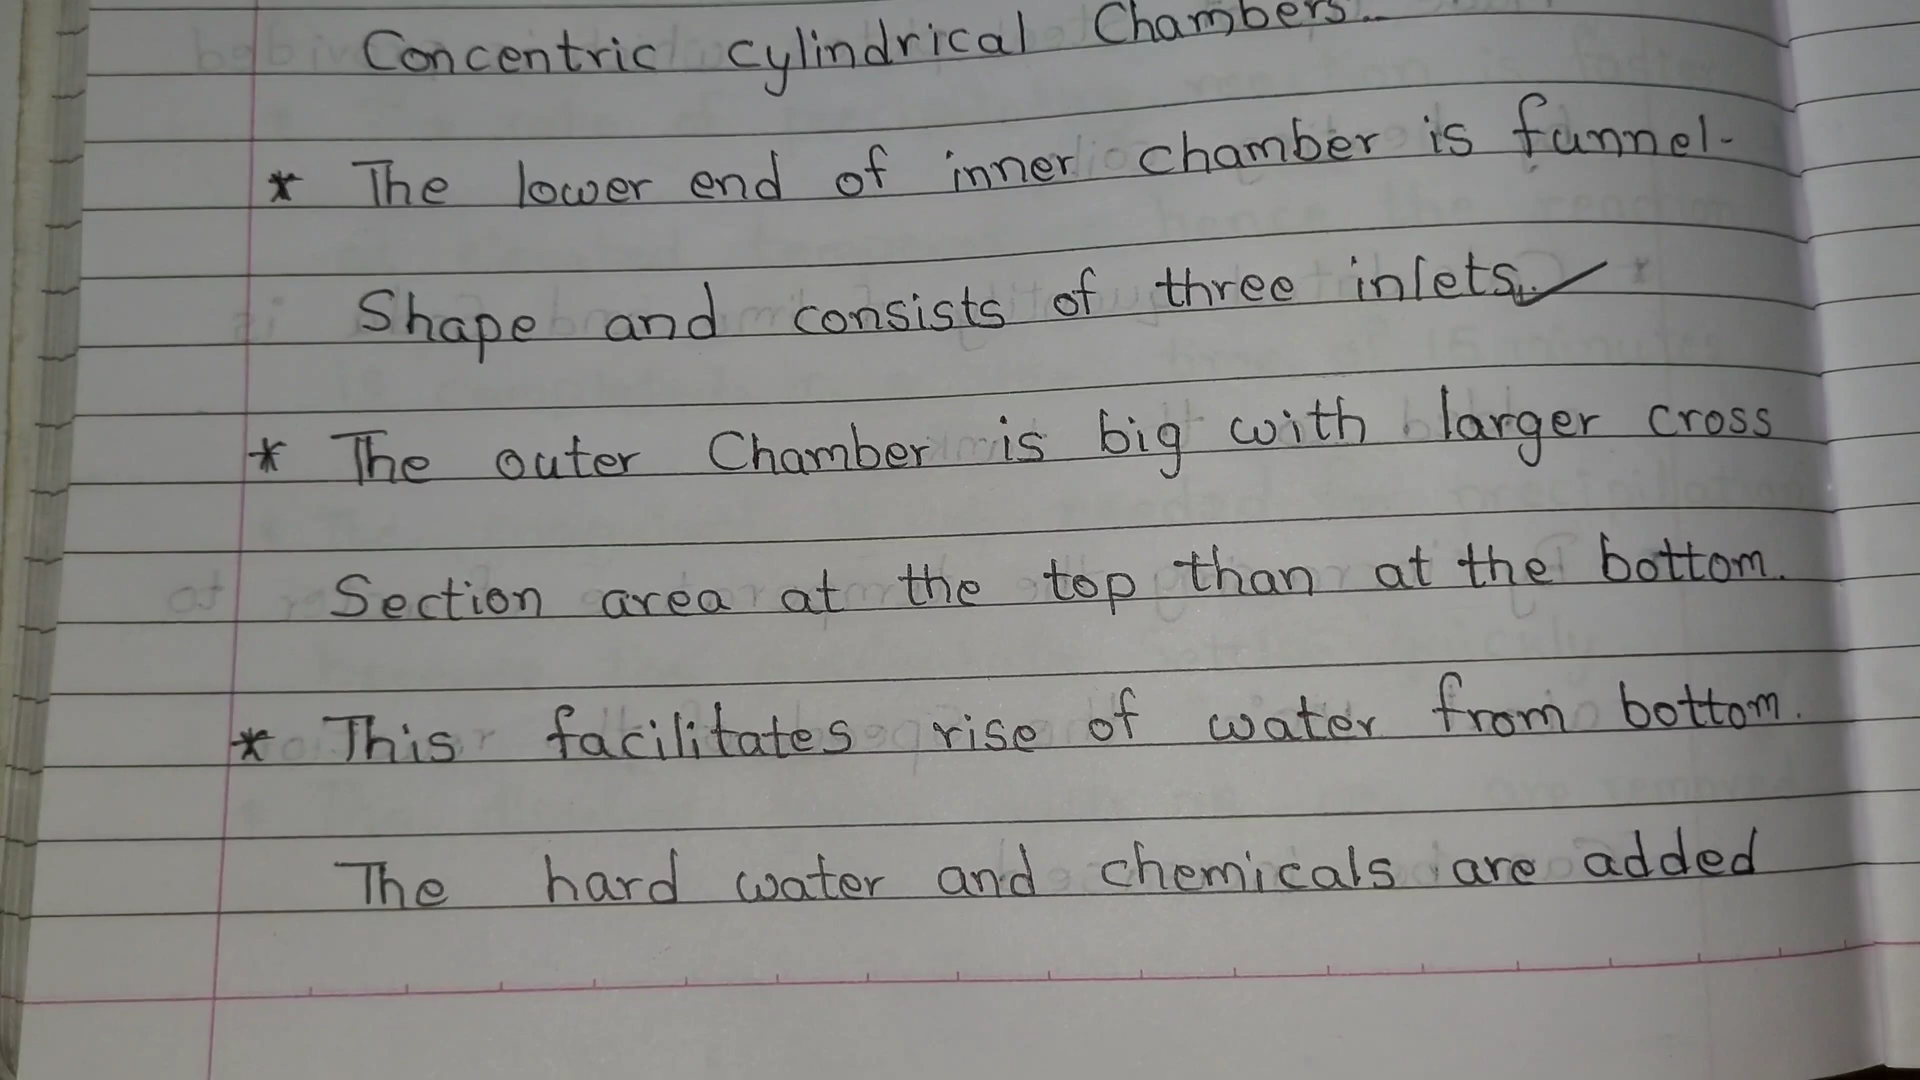 Concentric cylindrical Chambers..
* The lower end of inner chamber is funnel-
Shape and consists of three inlets.
* The outer Chamber is big with larger cross
Section area at the top than at the bottom.
* This facilitates rise of water from bottom.
The hard water and chemicals are added